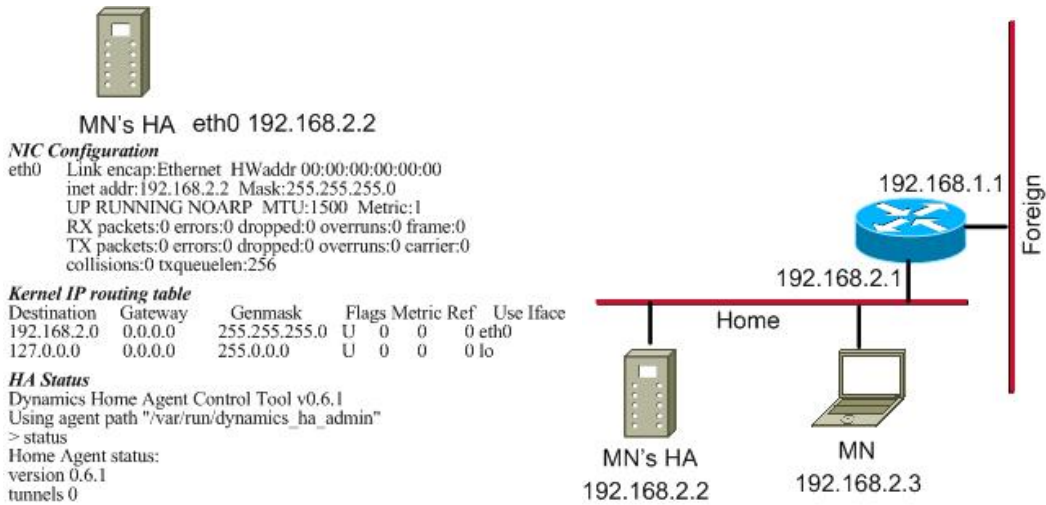 MN's HA eth0 192.168.2.2
NIC Configuration
eth0 Link encap:Ethernet HWaddr 00:00:00:00:00:00
inet addr:192.168.2.2 Mask:255.255.255.0
UP RUNNING NOARP MTU:1500 Metric:1
RX packets:0 errors:0 dropped:0 overruns:0 frame:0
TX packets:0 errors:0 dropped:0 overruns:0 carrier:0
collisions:0 txqueuelen:256
Kernel IP routing table
Destination Gateway Genmask Flags Metric Ref Use Iface
192.168.2.0 0.0.0.0 255.255.255.0 U 0 0 0 eth0
127.0.0.0 0.0.0.0 255.0.0.0 U 0 0 0 lo
HA Status
Dynamics Home Agent Control Tool v0.6.1
Using agent path "/var/run/dynamics_ha_admin"
> status
Home Agent status:
version 0.6.1
tunnels 0
192.168.1.1
Foreign
192.168.2.1
Home
MN's HA
192.168.2.2
MN
192.168.2.3